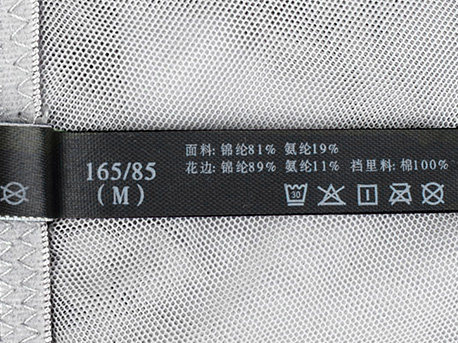 165/85
(M)
面料: 锦纶81% 氨纶19%
花边: 锦纶89% 氨纶11% 裆里料: 棉100%
30